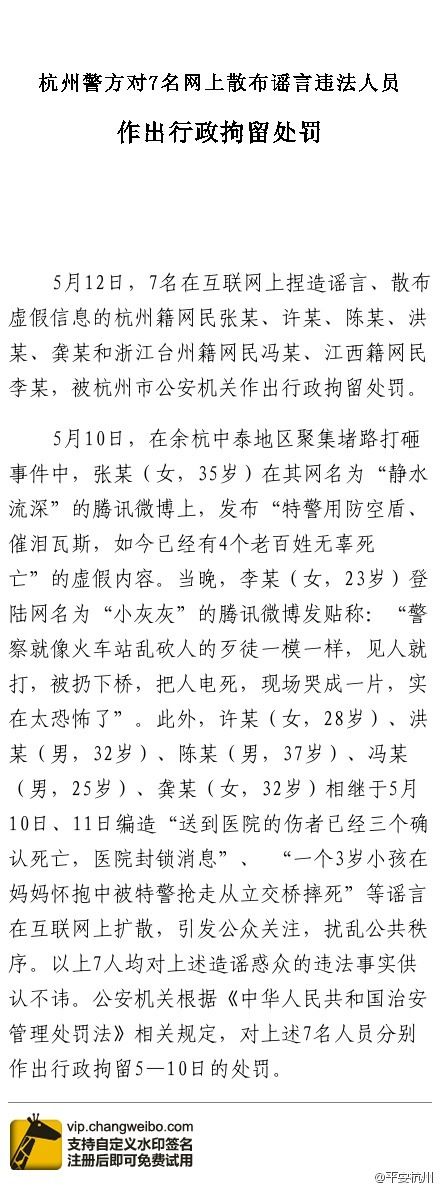 杭州警方对7名网上散布谣言违法人员
作出行政拘留处罚
5月12日，7名在互联网上捏造谣言、散布
虚假信息的杭州籍网民张某、许某、陈某、洪
某、龚某和浙江台州籍网民冯某、江西籍网民
李某，被杭州市公安机关作出行政拘留处罚。
5月10日，在余杭中泰地区聚集堵路打砸
事件中，张某（女，35岁）在其网名为“静水
流深”的腾讯微博上，发布“特警用防空盾、
催泪瓦斯，如今已经有4个老百姓无辜死
亡”的虚假内容。当晚，李某（女，23岁）登
陆网名为“小灰灰”的腾讯微博发贴称：“警
察就像火车站乱砍人的歹徒一模一样，见人就
打，被扔下桥，把人电死，现场哭成一片，实
在太恐怖了”。此外，许某（女，28岁）、洪
某（男，32岁）、陈某（男，37岁）、冯某
（男，25岁）、龚某（女，32岁）相继于5月
10日、11日编造“送到医院的伤者已经三个确
认死亡，医院封锁消息”、 “一个3岁小孩在
妈妈怀抱中被特警抢走从立交桥摔死”等谣言
在互联网上扩散，引发公众关注，扰乱公共秩
序。以上7人均对上述造谣惑众的违法事实供
认不讳。公安机关根据《中华人民共和国治安
管理处罚法》相关规定，对上述7名人员分别
作出行政拘留5—10日的处罚。
vip.changweibo.com
支持自定义水印签名
注册后即可免费试用
@平安杭州